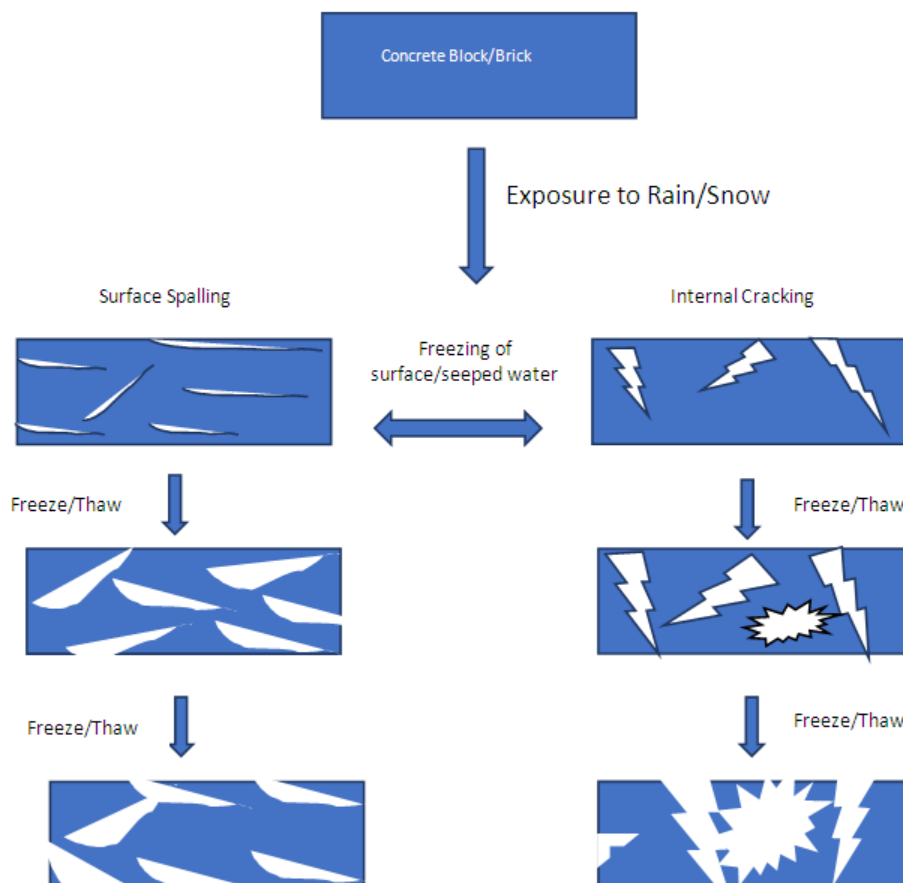 Concrete Block/Brick
Exposure to Rain/Snow
Surface Spalling
Internal Cracking
Freezing of
surface/seeped water
Freeze/Thaw
Freeze/Thaw
Freeze/Thaw
Freeze/Thaw